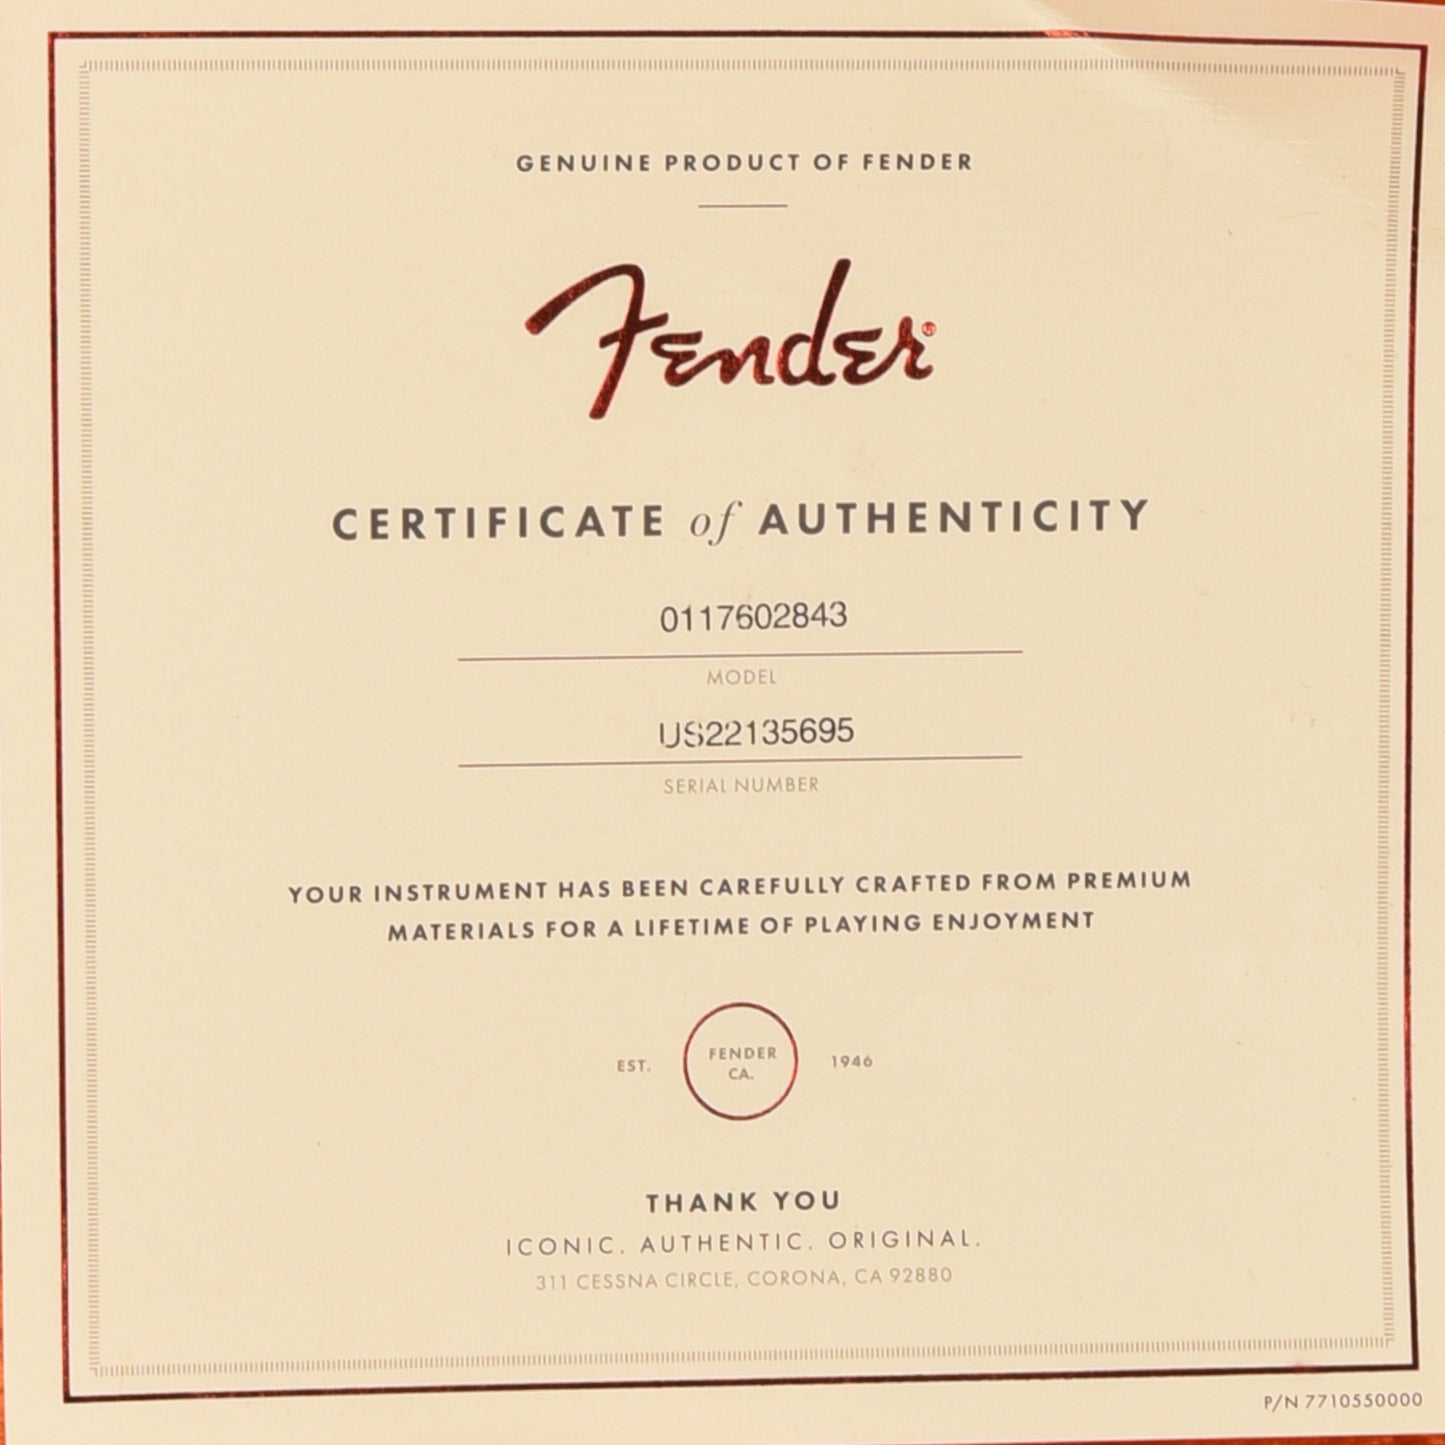 GENUINE PRODUCT OF FENDER
Fender®
CERTIFICATE of AUTHENTICITY
0117602843
MODEL
US22135695
SERIAL NUMBER
YOUR INSTRUMENT HAS BEEN CAREFULLY CRAFTED FROM PREMIUM
MATERIALS FOR A LIFETIME OF PLAYING ENJOYMENT
EST. FENDER 1946
CA.
THANK YOU
ICONIC. AUTHENTIC. ORIGINAL.
311 CESSNA CIRCLE, CORONA, CA 92880
P/N 7710550000